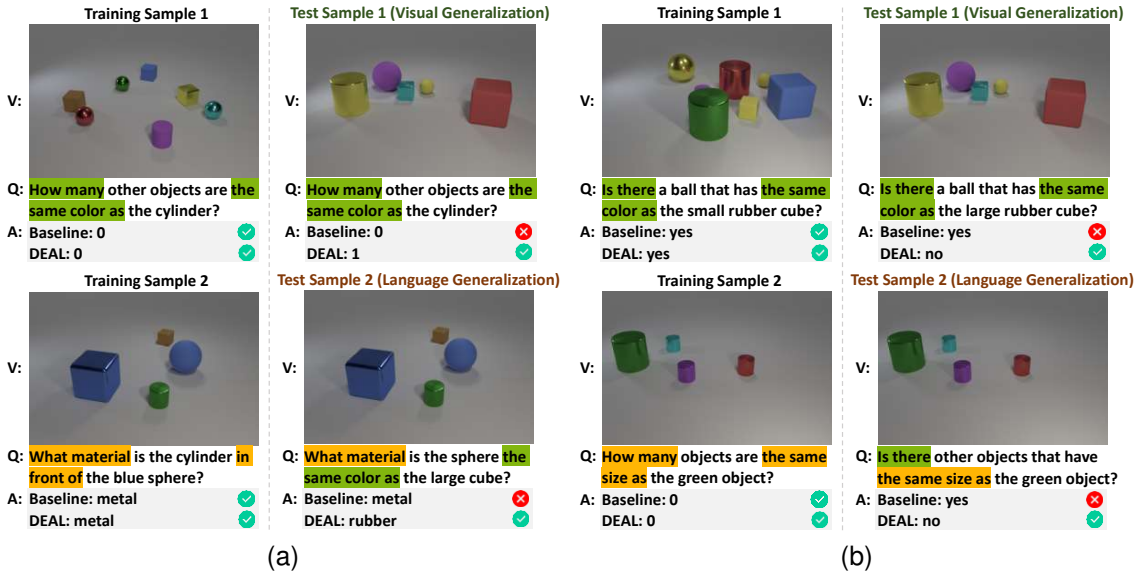 Training Sample 1
Test Sample 1 (Visual Generalization)
V:
Q: How many other objects are the same color as the cylinder?
How many other objects are the same color as the cylinder?
A: Baseline: 0
DEAL: 0
Baseline: 0
DEAL: 1
Training Sample 2
Test Sample 2 (Language Generalization)
V:
Q: What material is the cylinder in front of the blue sphere?
What material is the sphere the same color as the large cube?
A: Baseline: metal
DEAL: metal
Baseline: metal
DEAL: rubber
(a)
Training Sample 1
Test Sample 1 (Visual Generalization)
V:
Q: Is there a ball that has the same color as the small rubber cube?
Is there a ball that has the same color as the large rubber cube?
A: Baseline: yes
DEAL: yes
Baseline: yes
DEAL: no
Training Sample 2
Test Sample 2 (Language Generalization)
V:
Q: How many objects are the same size as the green object?
Is there other objects that have the same size as the green object?
A: Baseline: 0
DEAL: 0
Baseline: yes
DEAL: no
(b)